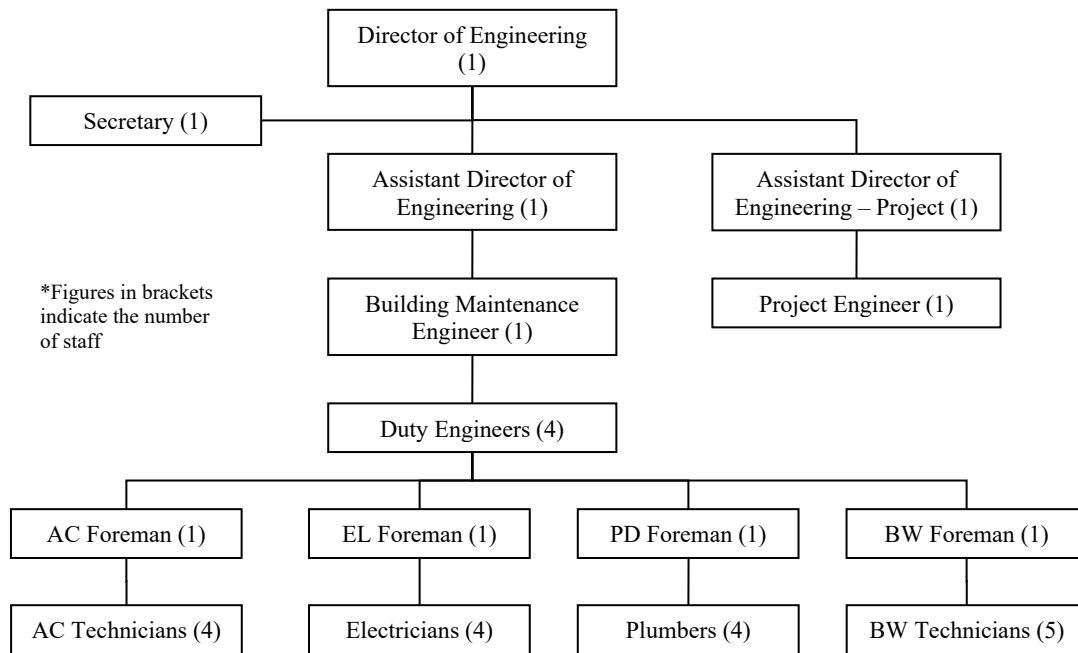 Director of Engineering
(1)
Secretary (1)
Assistant Director of
Engineering (1)
Assistant Director of
Engineering – Project (1)
*Figures in brackets
indicate the number
of staff
Building Maintenance
Engineer (1)
Project Engineer (1)
Duty Engineers (4)
AC Foreman (1)
EL Foreman (1)
PD Foreman (1)
BW Foreman (1)
AC Technicians (4)
Electricians (4)
Plumbers (4)
BW Technicians (5)